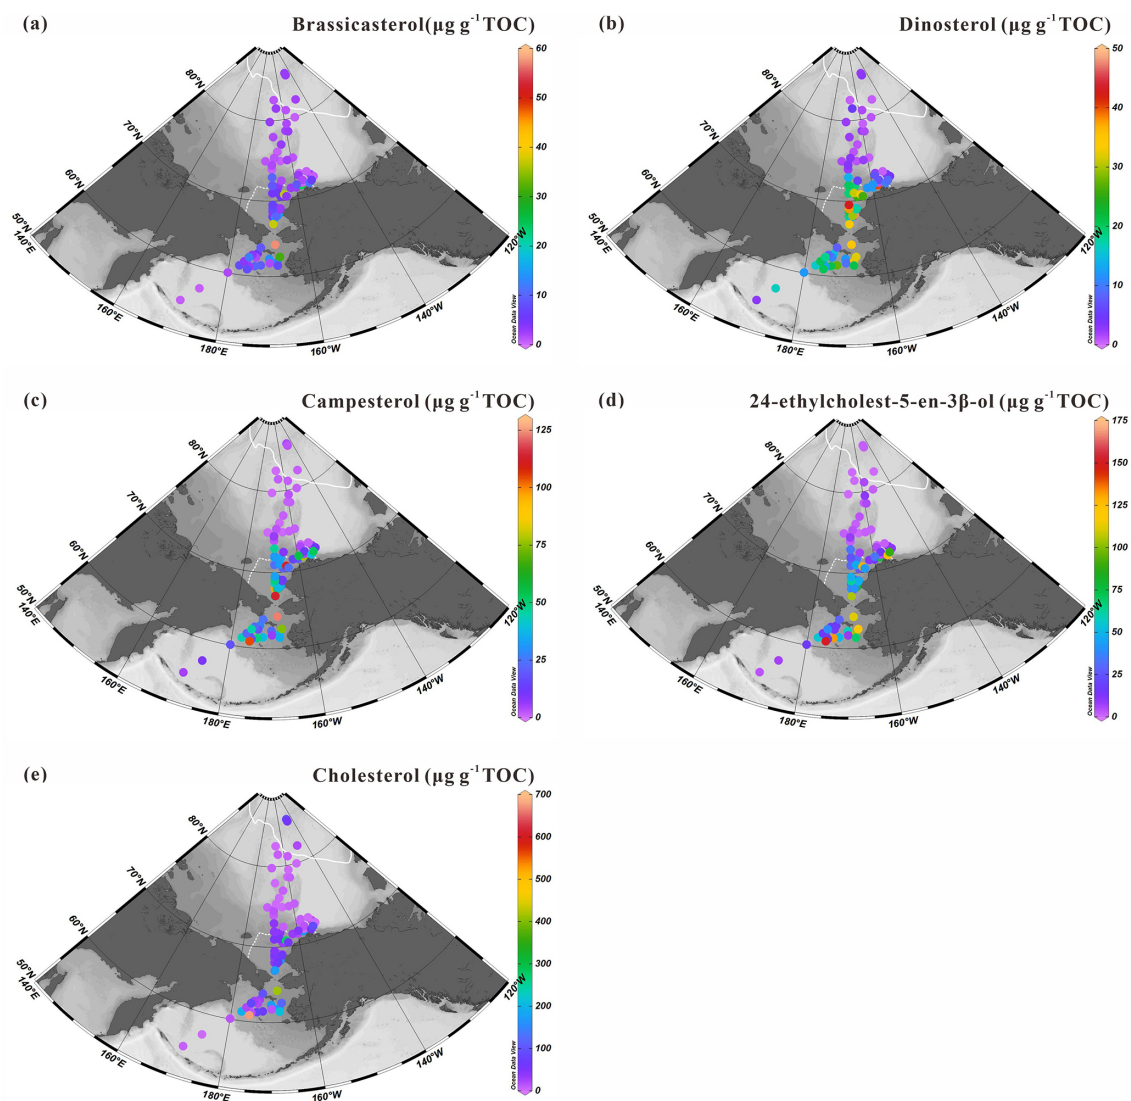 (a) Brassicasterol(μg g⁻¹TOC)
60
50
40
30
20
10
0
80°N
70°N
60°N
50°N
140°E
160°E
180°E
160°W
140°W
120°W
Ocean Data View
(b) Dinosterol (μg g⁻¹TOC)
50
40
30
20
10
0
80°N
70°N
60°N
50°N
140°E
160°E
180°E
160°W
140°W
120°W
Ocean Data View
(c) Campesterol (μg g⁻¹TOC)
125
100
75
50
25
0
80°N
70°N
60°N
50°N
140°E
160°E
180°E
160°W
140°W
120°W
Ocean Data View
(d) 24-ethylcholest-5-en-3β-ol (μg g⁻¹TOC)
175
150
125
100
75
50
25
0
80°N
70°N
60°N
50°N
140°E
160°E
180°E
160°W
140°W
120°W
Ocean Data View
(e) Cholesterol (μg g⁻¹TOC)
700
600
500
400
300
200
100
0
80°N
70°N
60°N
50°N
140°E
160°E
180°E
160°W
140°W
120°W
Ocean Data View